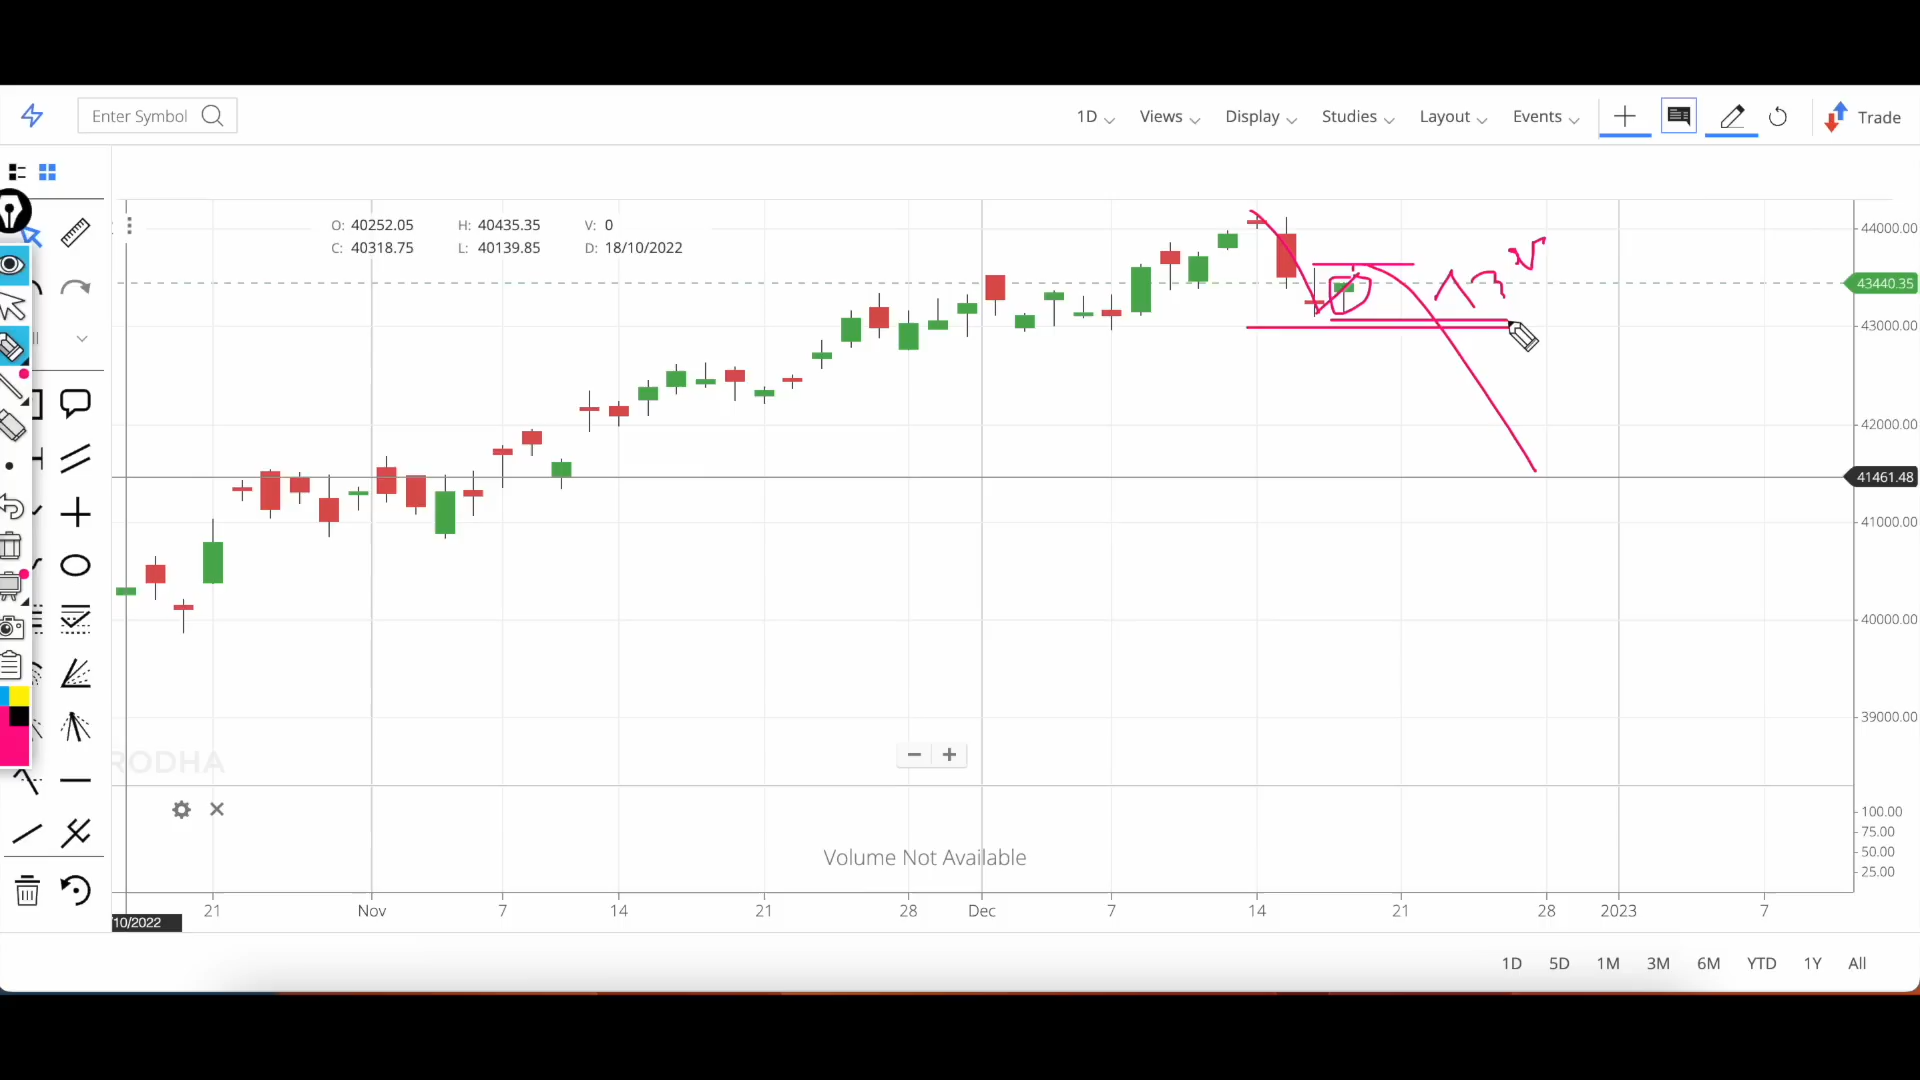 Enter Symbol
1D Views Display Studies Layout Events Trade
O: 40252.05 H: 40435.35 V: 0
C: 40318.75 L: 40139.85 D: 18/10/2022
44000.00
43440.35
43000.00
42000.00
41461.48
41000.00
40000.00
39000.00
RODHA
100.00
75.00
50.00
25.00
Volume Not Available
21 Nov 7 14 21 28 Dec 7 14 21 28 2023 7
10/2022
1D 5D 1M 3M 6M YTD 1Y All